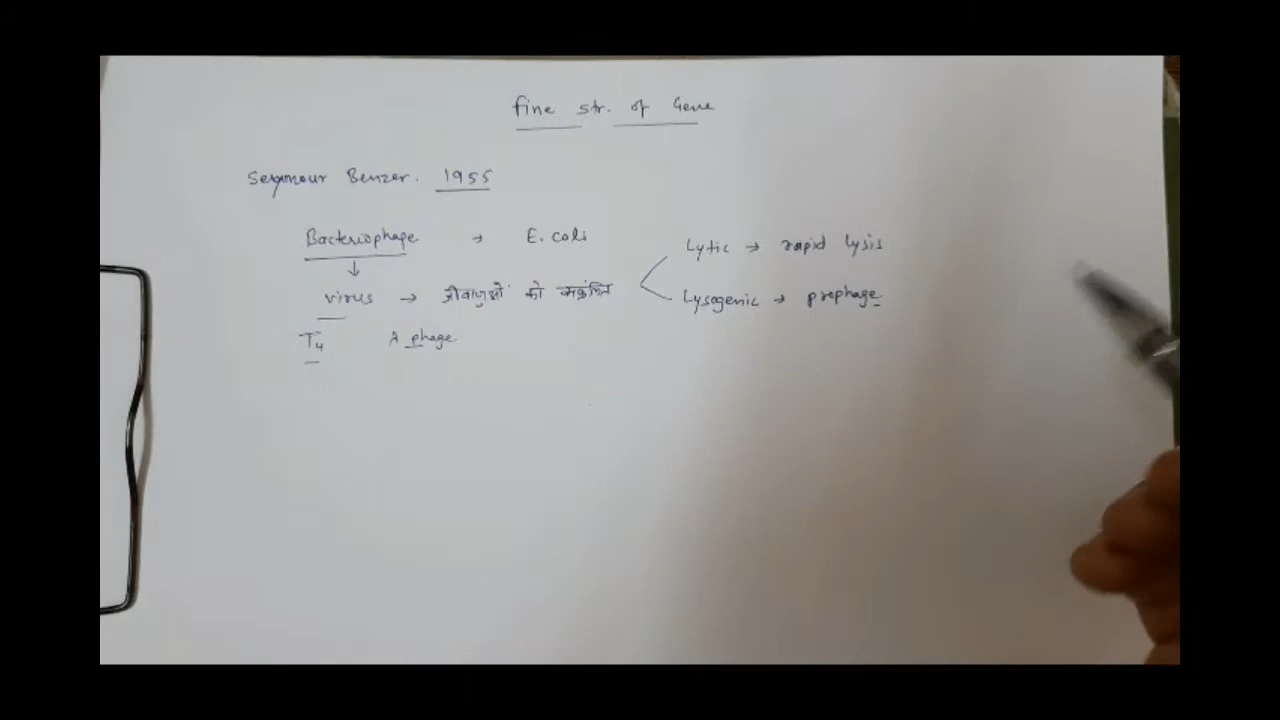 fine str. of Gene
Seymour Benzer. 1955
Bacteriophage → E. coli
Lytic → rapid lysis
↓
virus → जीवाणुओं को संक्रमित
Lysogenic → prophage
T4 λ phage